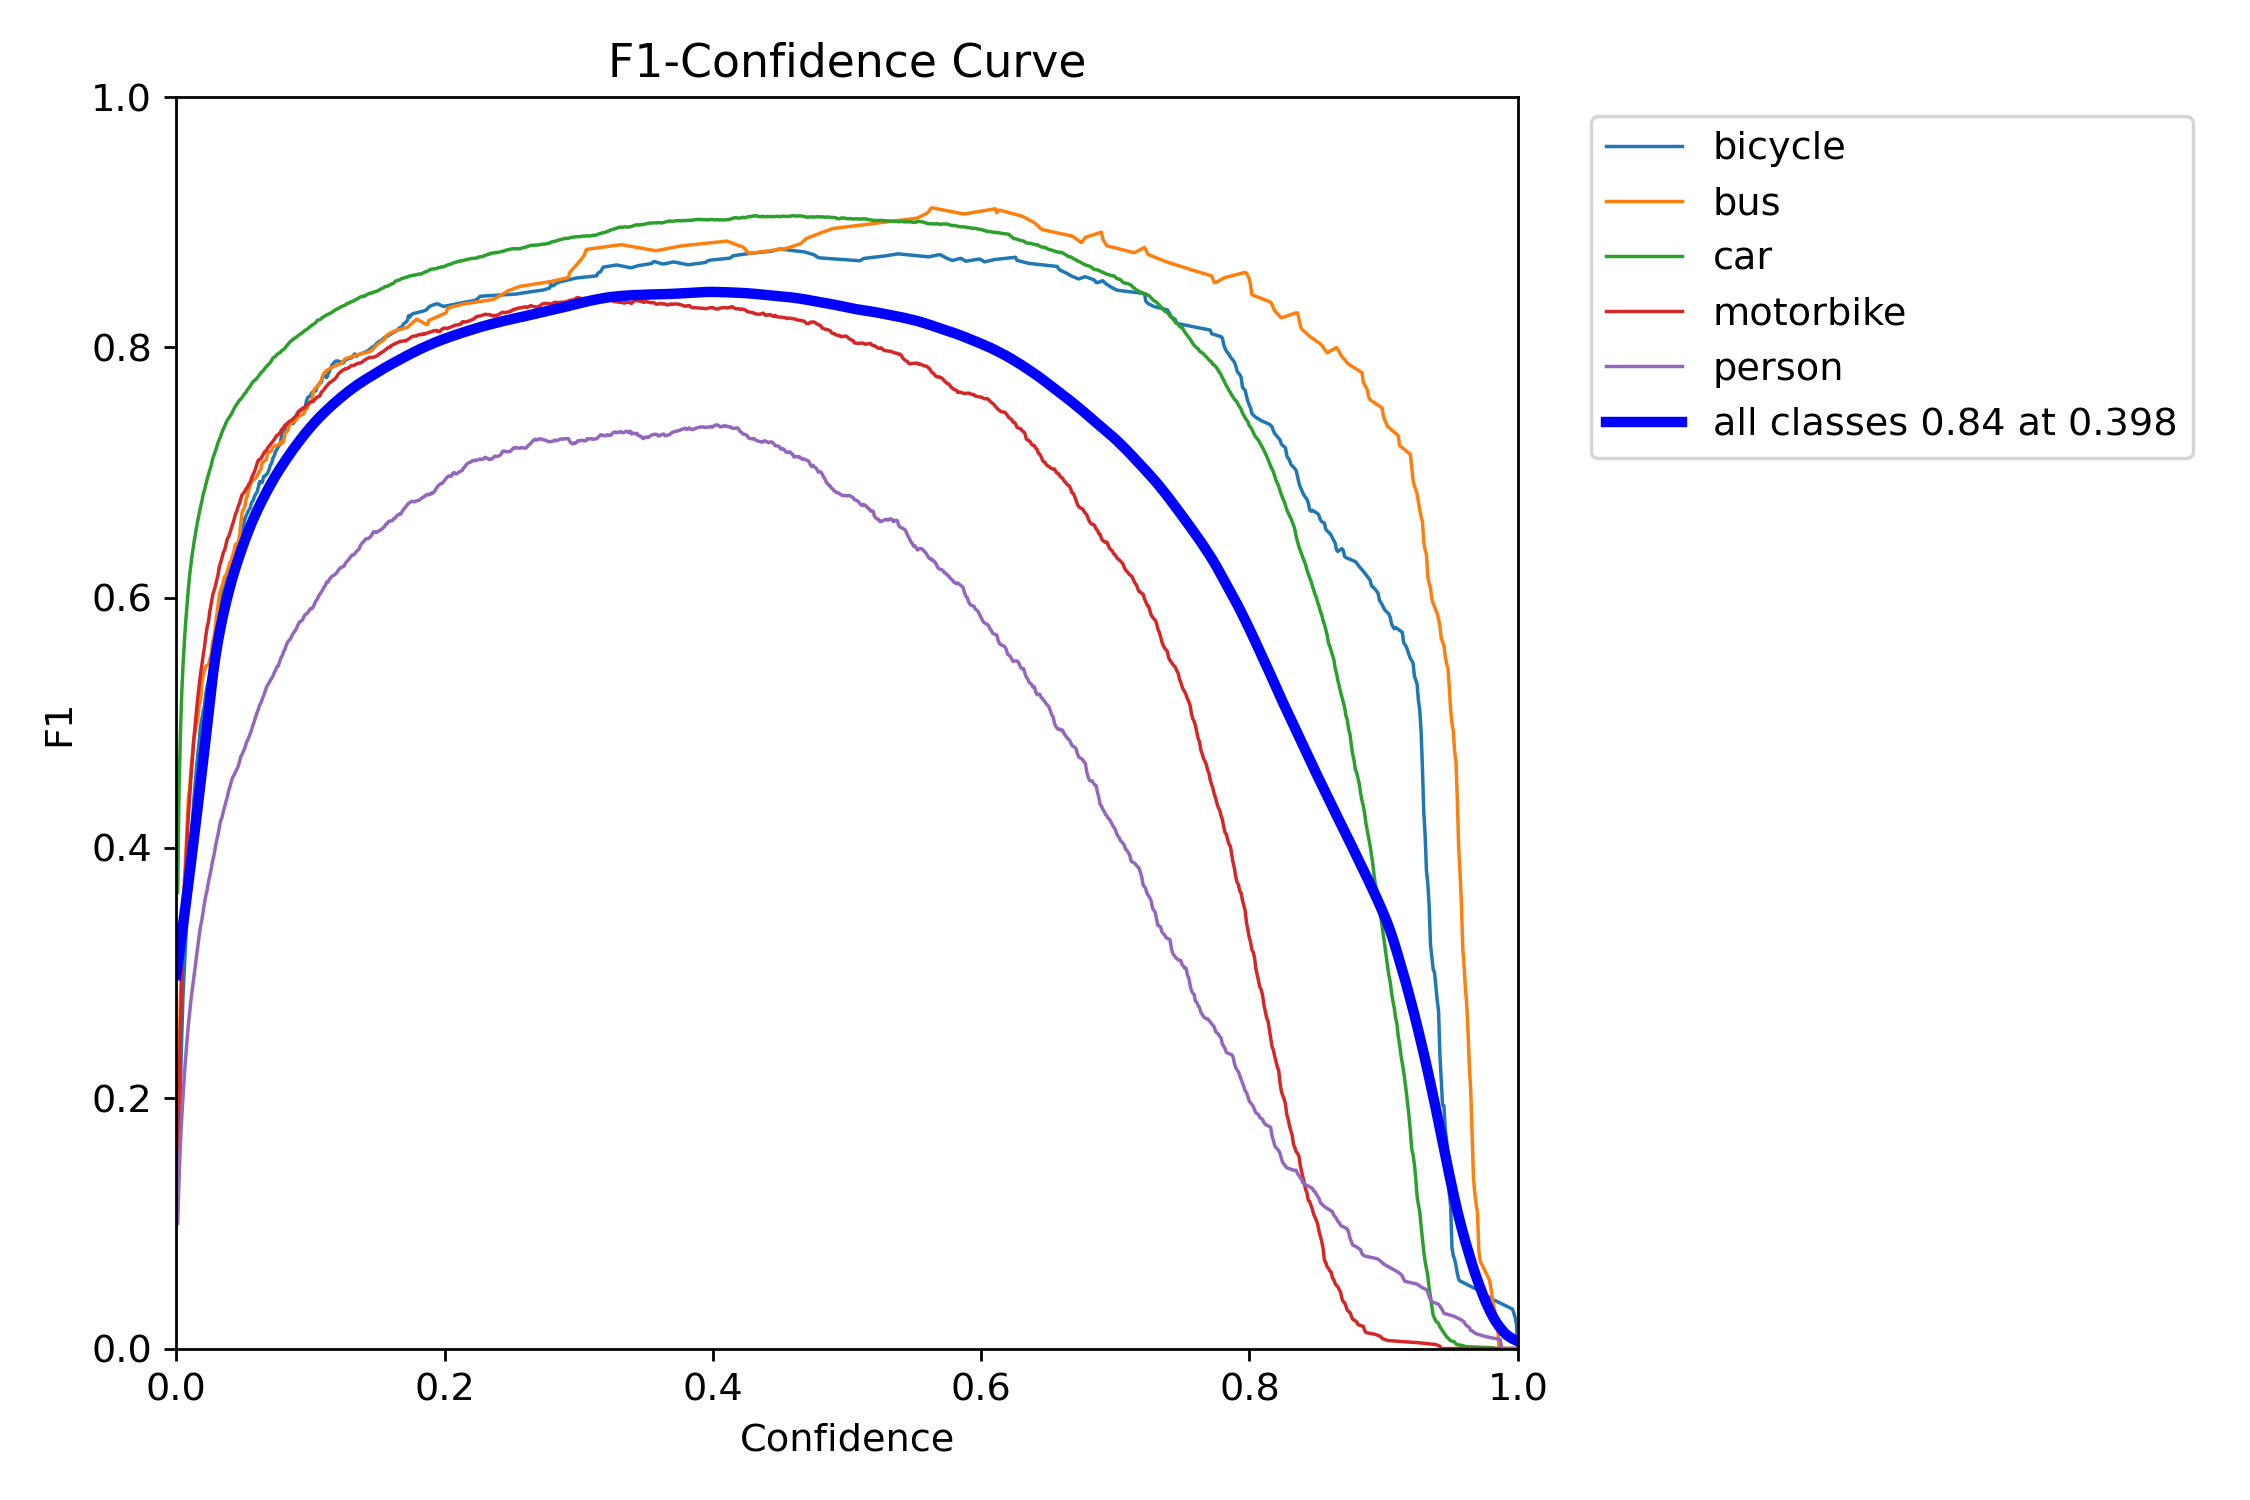 F1-Confidence Curve
1.0
0.8
0.6
0.4
0.2
0.0
F1
0.0 0.2 0.4 0.6 0.8 1.0
Confidence
bicycle
bus
car
motorbike
person
all classes 0.84 at 0.398